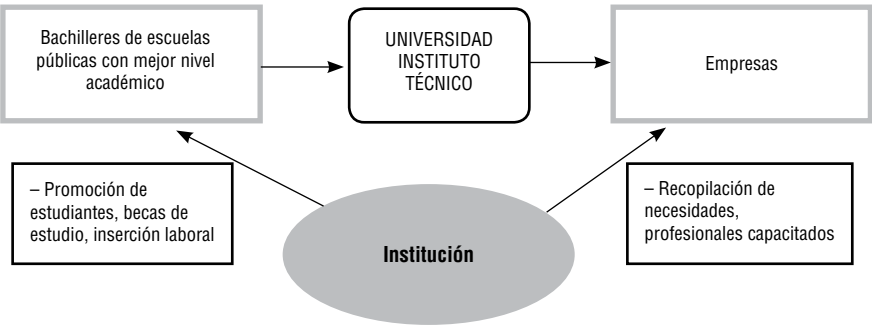 Bachilleres de escuelas
públicas con mejor nivel
académico
UNIVERSIDAD
INSTITUTO
TÉCNICO
Empresas
– Promoción de
estudiantes, becas de
estudio, inserción laboral
Institución
– Recopilación de
necesidades,
profesionales capacitados